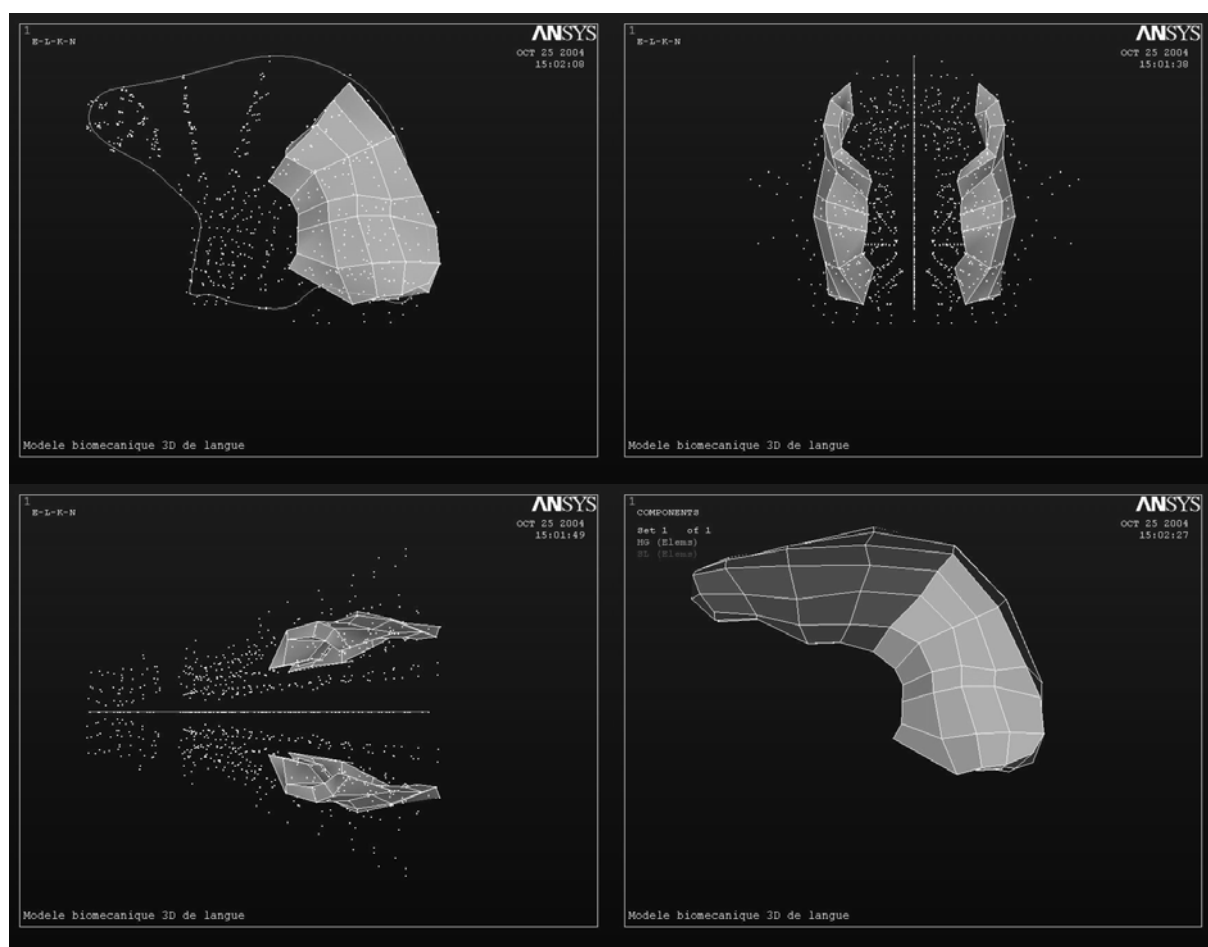 1
ANSYS
E-L-K-N
OCT 25 2004
15:02:08
Modele biomecanique 3D de langue
1
ANSYS
E-L-K-N
OCT 25 2004
15:01:38
Modele biomecanique 3D de langue
1
ANSYS
E-L-K-N
OCT 25 2004
15:01:49
Modele biomecanique 3D de langue
1
ANSYS
COMPONENTS
OCT 25 2004
15:02:27
Set 1 of 1
HG (Elems)
SL (Elems)
Modele biomecanique 3D de langue